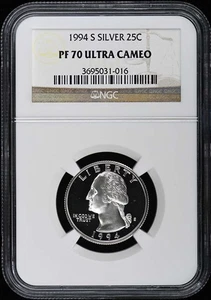 1994 S SILVER 25C
PF 70 ULTRA CAMEO
3695031-016
NGC
LIBERTY
IN GOD WE
TRUST
S
1994